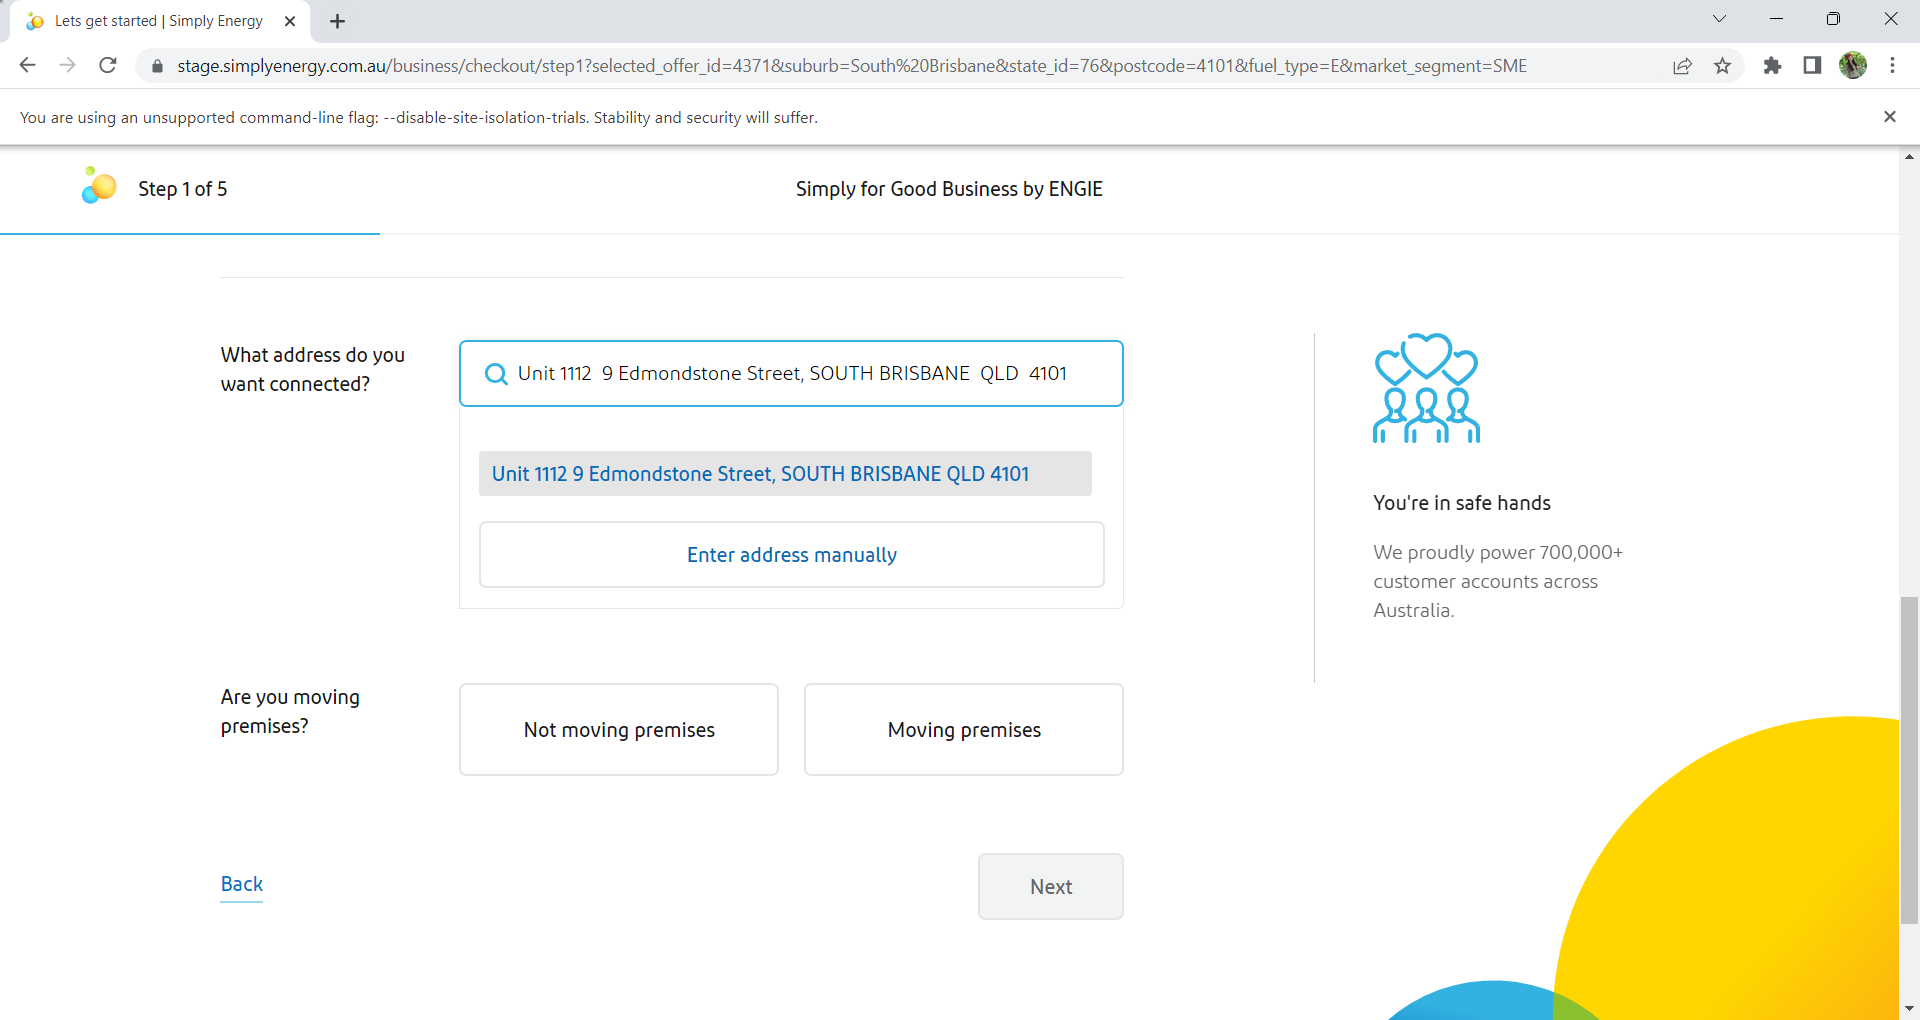 Lets get started | Simply Energy
stage.simplyenergy.com.au/business/checkout/step1?selected_offer_id=4371&suburb=South%20Brisbane&state_id=76&postcode=4101&fuel_type=E&market_segment=SME
You are using an unsupported command-line flag: --disable-site-isolation-trials. Stability and security will suffer.
Step 1 of 5
Simply for Good Business by ENGIE
What address do you
want connected?
Unit 1112  9 Edmondstone Street, SOUTH BRISBANE  QLD  4101
Unit 1112 9 Edmondstone Street, SOUTH BRISBANE QLD 4101
Enter address manually
You're in safe hands
We proudly power 700,000+
customer accounts across
Australia.
Are you moving
premises?
Not moving premises
Moving premises
Back
Next